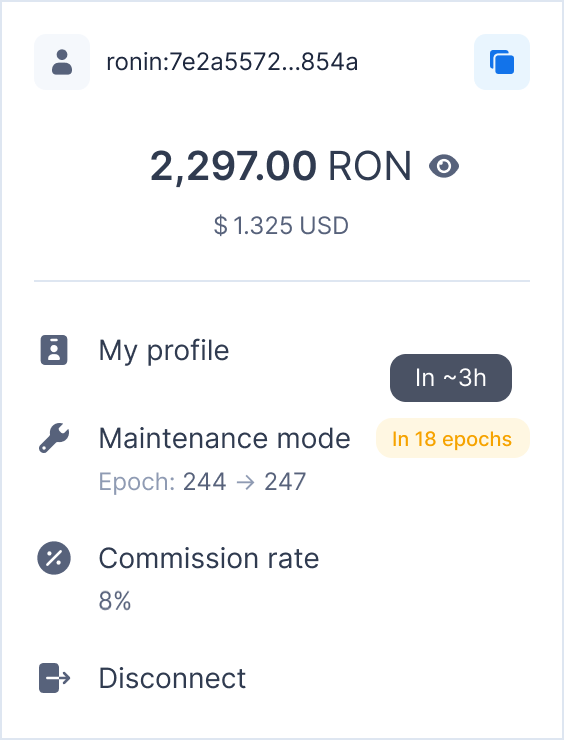 ronin:7e2a5572...854a
2,297.00 RON
$ 1.325 USD
My profile
In ~3h
Maintenance mode
In 18 epochs
Epoch: 244 → 247
Commission rate
8%
Disconnect